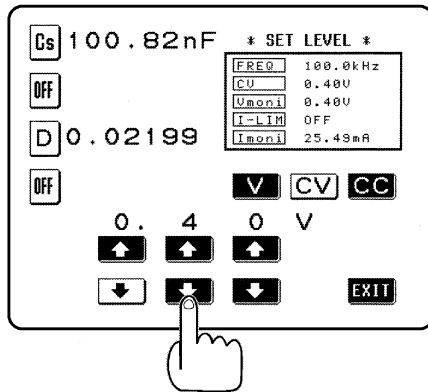 Cs 100.82nF
* SET LEVEL *
FREQ 100.0kHz
CV 0.40V
Vmoni 0.40V
I-LIM OFF
Imoni 25.49mA
OFF
D 0.02199
OFF
V CV CC
0. 4 0 V
EXIT